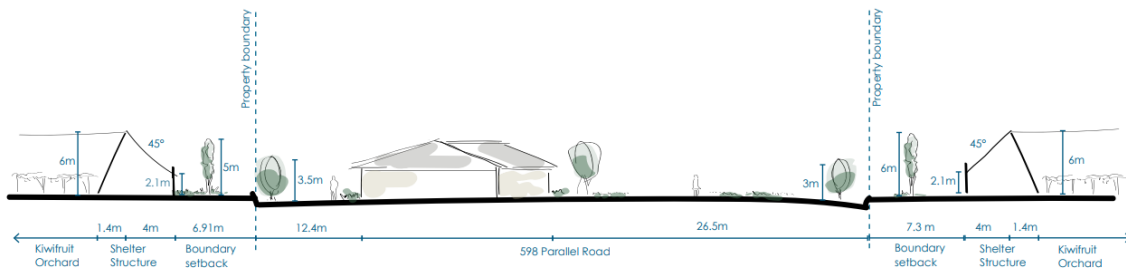 Property boundary
Property boundary
45°
6m
5m
2.1m
3.5m
3m
6m
45°
2.1m
6m
1.4m
4m
6.91m
12.4m
26.5m
7.3 m
4m
1.4m
Kiwifruit
Orchard
Shelter
Structure
Boundary
setback
598 Parallel Road
Boundary
setback
Shelter
Structure
Kiwifruit
Orchard